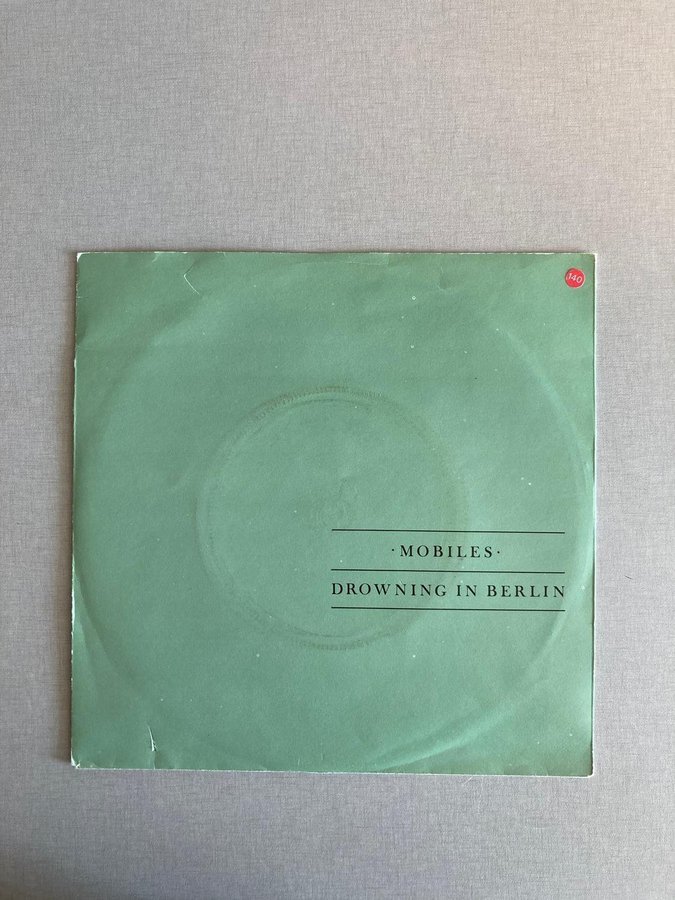 140
· MOBILES ·
DROWNING IN BERLIN